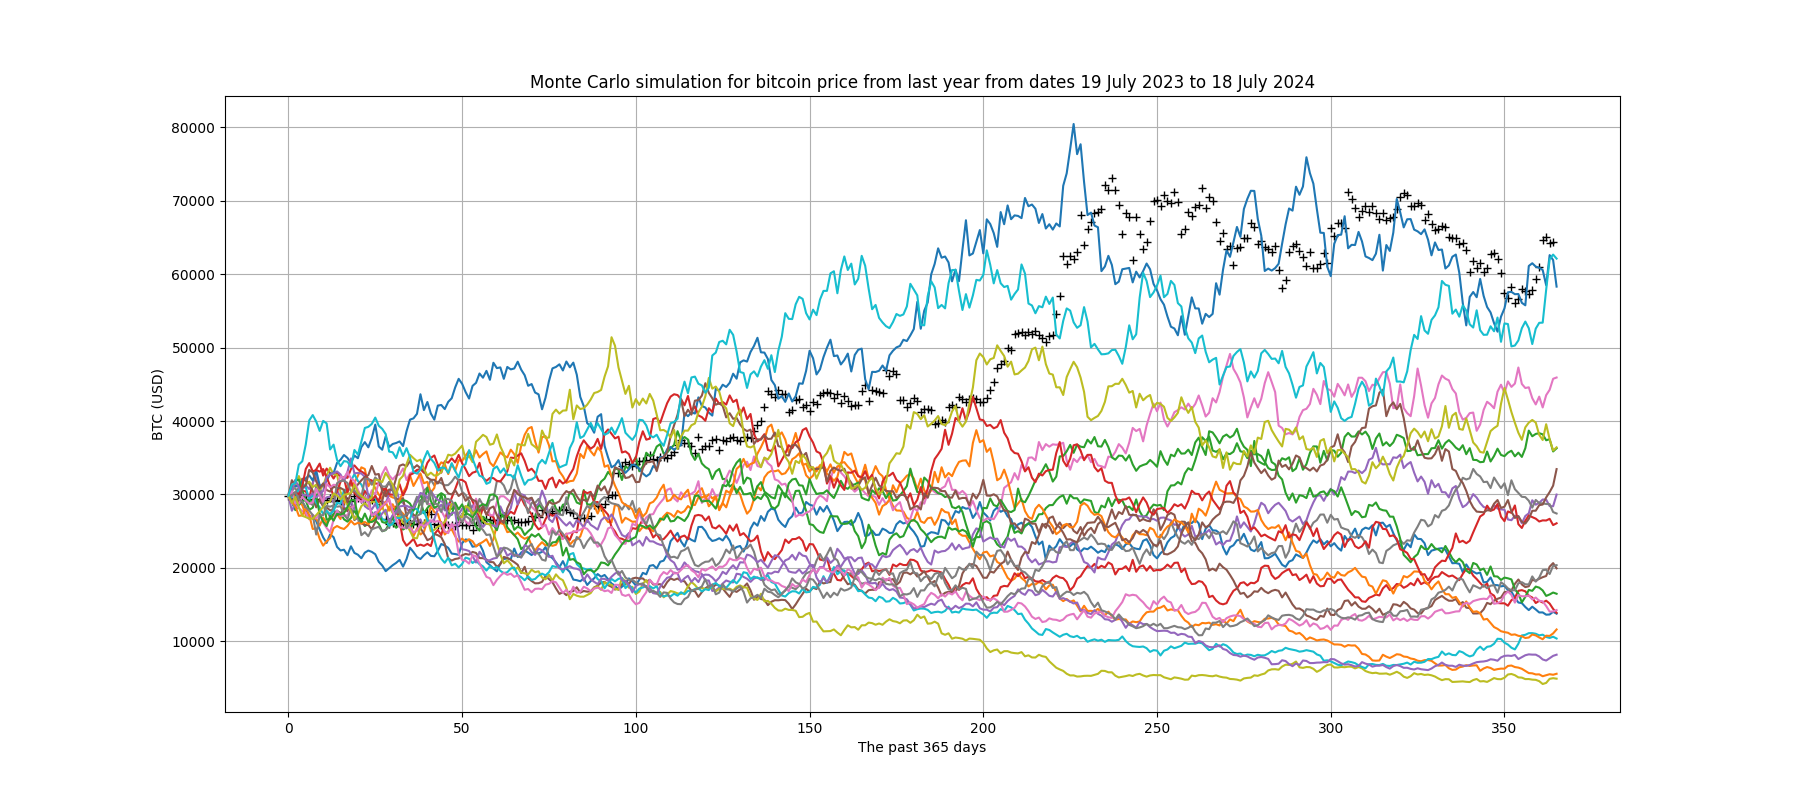 Monte Carlo simulation for bitcoin price from last year from dates 19 July 2023 to 18 July 2024
80000
70000
60000
50000
40000
30000
20000
10000
BTC (USD)
0 50 100 150 200 250 300 350
The past 365 days